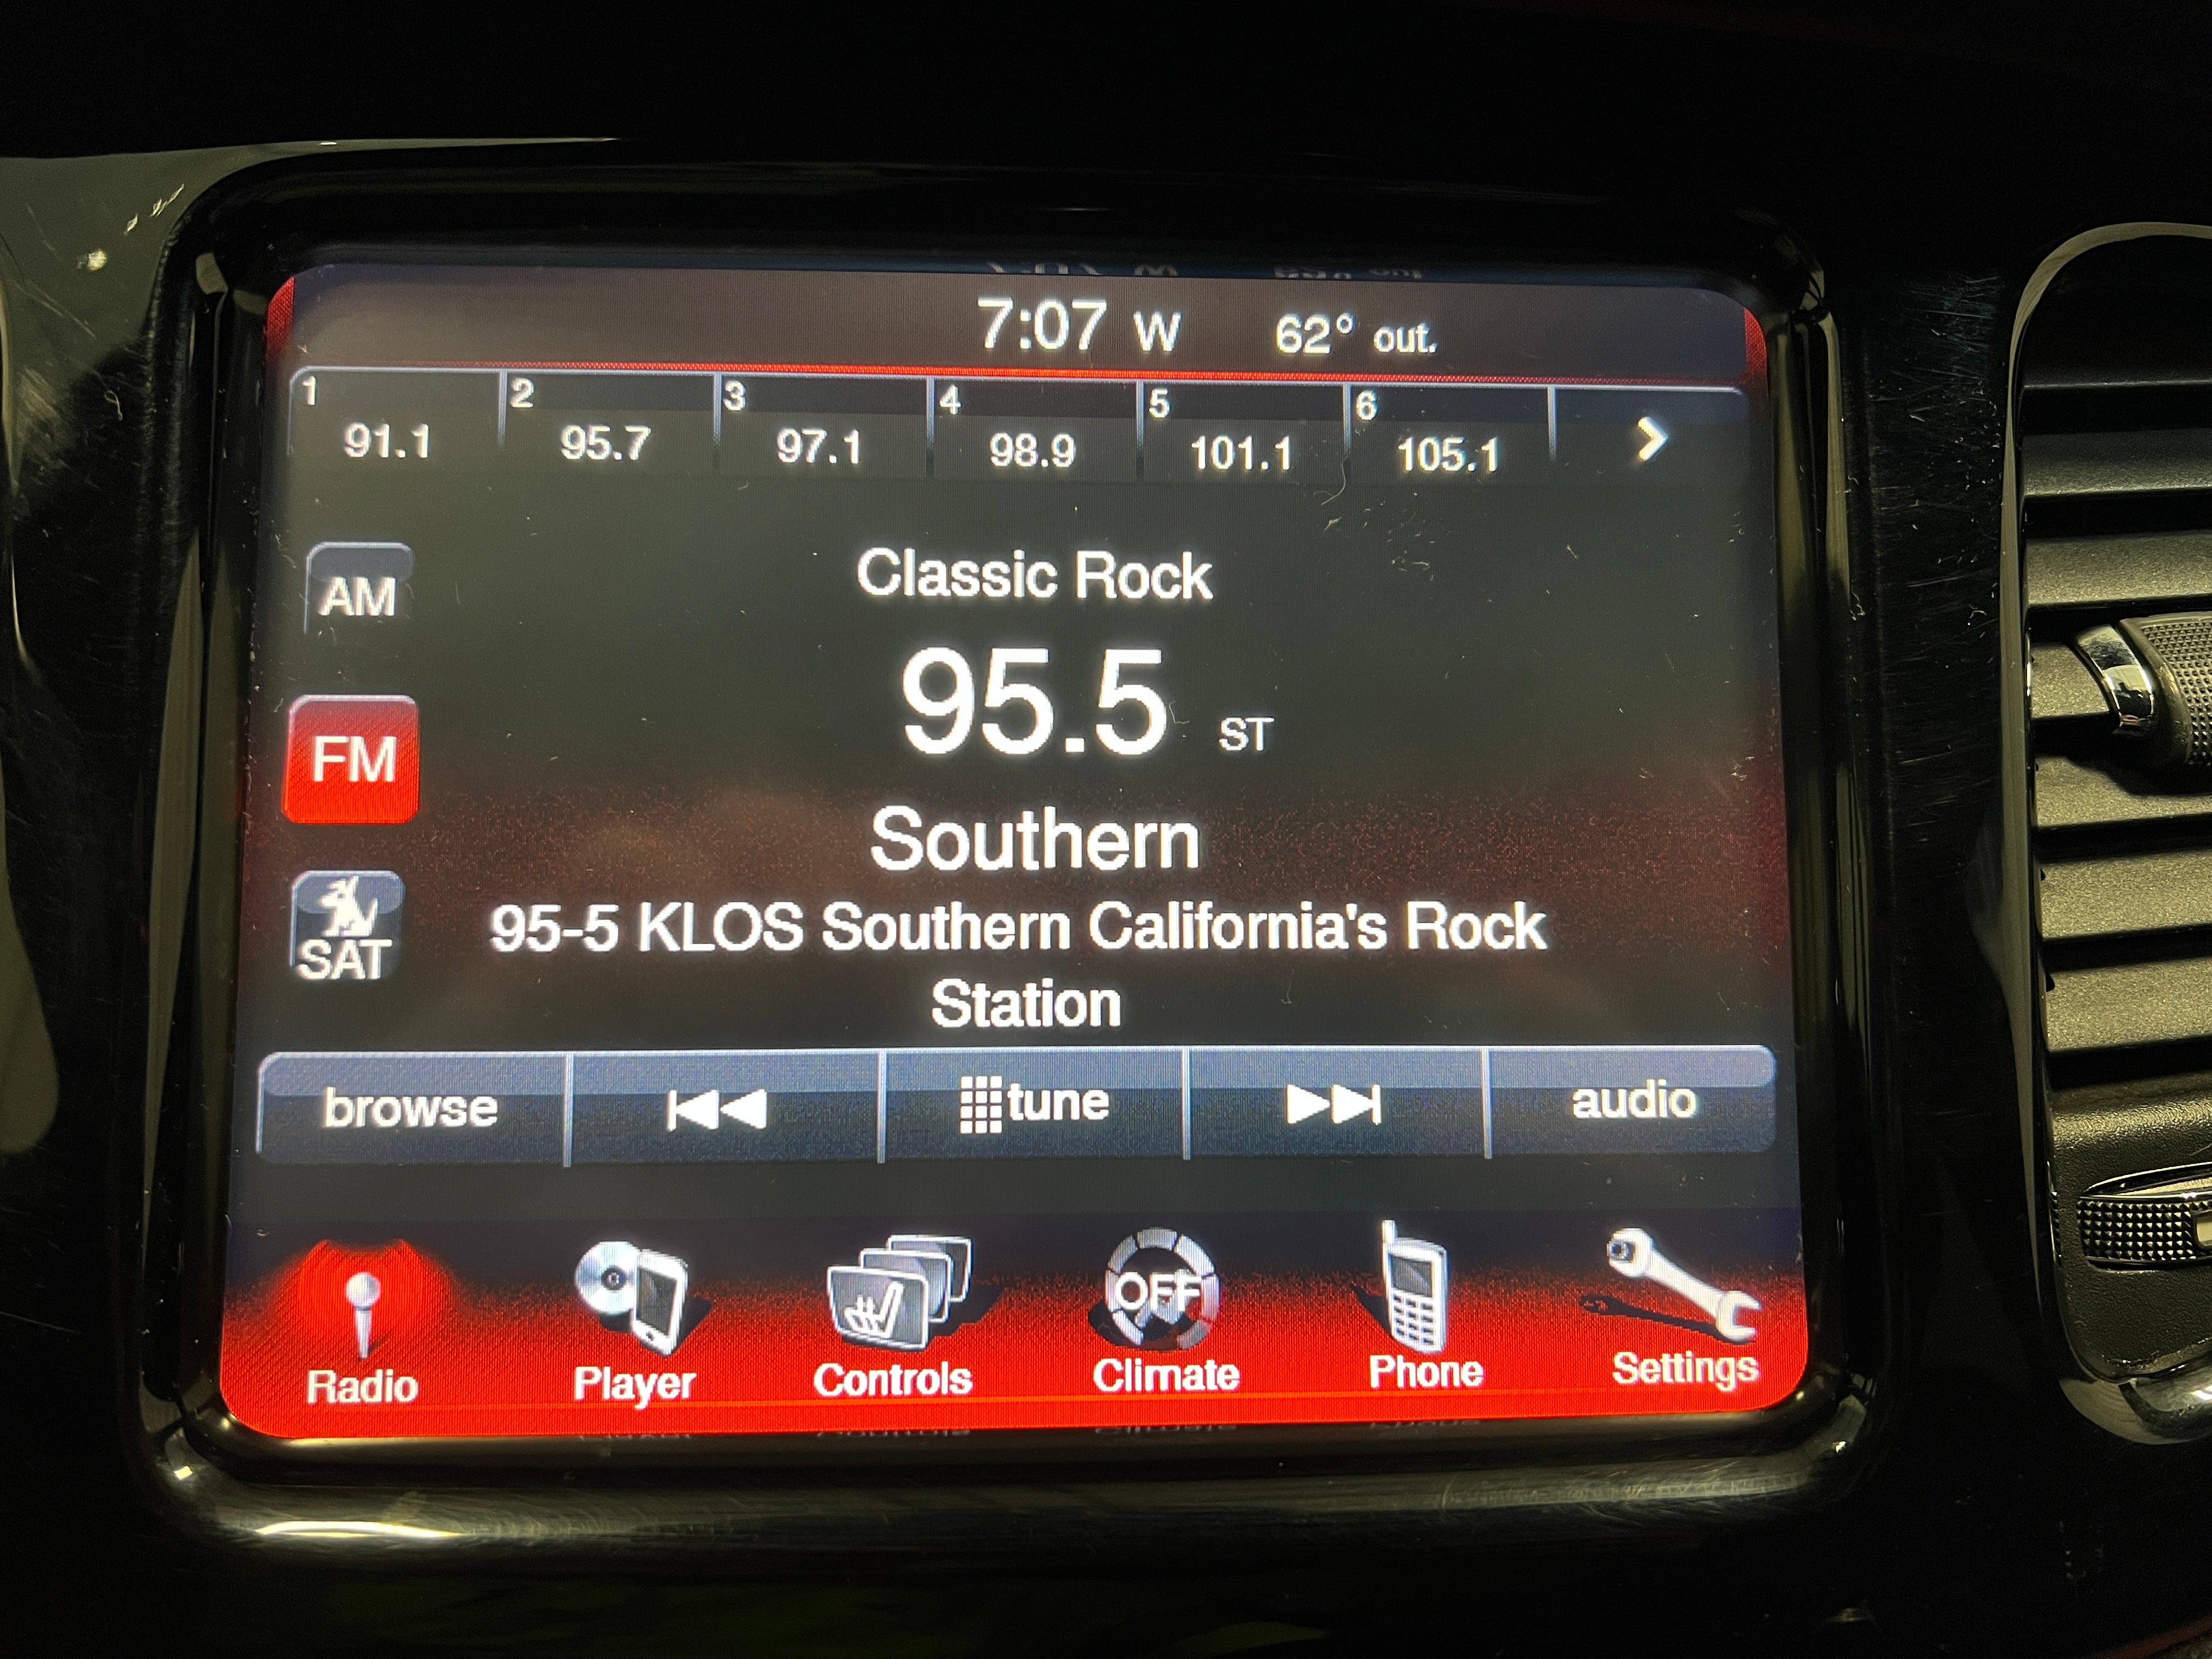 7:07 W 62° out.
1 2 3 4 5 6
91.1 95.7 97.1 98.9 101.1 105.1
Classic Rock
AM
95.5 ST
FM
Southern
95-5 KLOS Southern California's Rock
Station
SAT
browse tune audio
OFF
Radio Player Controls Climate Phone Settings